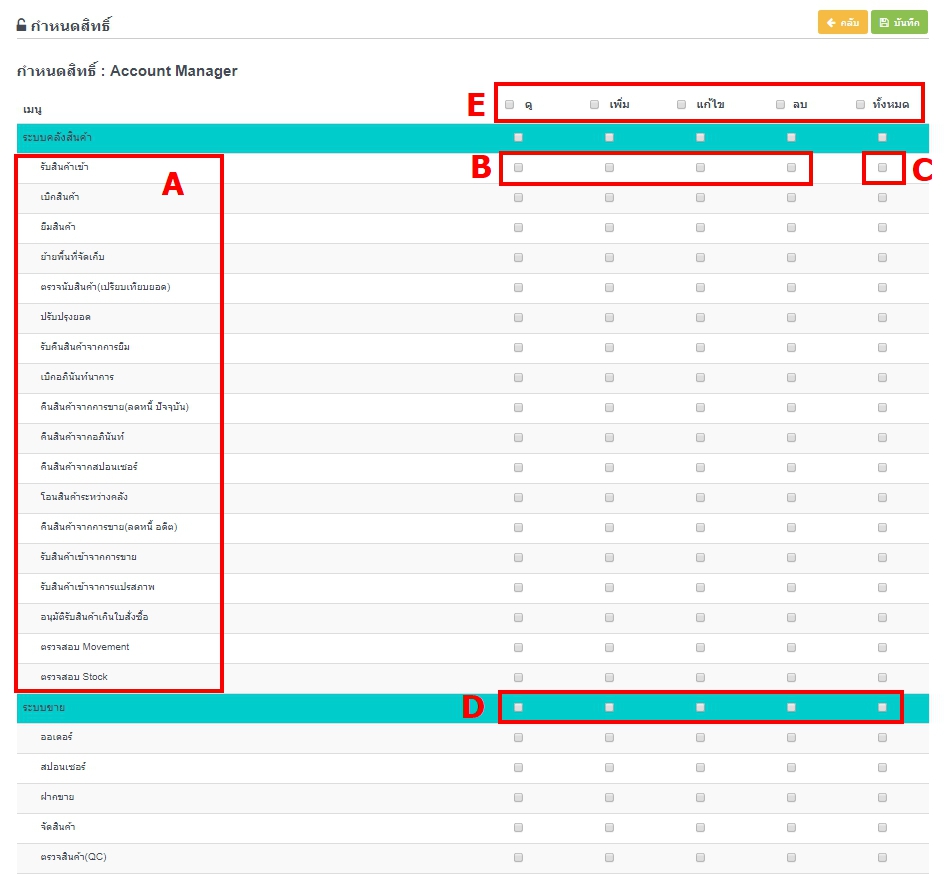 กำหนดสิทธิ์ กลับ บันทึก
กำหนดสิทธิ์ : Account Manager
เมนู E ดู เพิ่ม แก้ไข ลบ ทั้งหมด
ระบบคลังสินค้า
รับสินค้าเข้า A B C
เบิกสินค้า
ยืมสินค้า
ย้ายพื้นที่จัดเก็บ
ตรวจนับสินค้า(เปรียบเทียบยอด)
ปรับปรุงยอด
รับคืนสินค้าจากการยืม
เบิกอภินันท์นาการ
คืนสินค้าจากการขาย(ลดหนี้ ปัจจุบัน)
คืนสินค้าจากอภินันท์
คืนสินค้าจากสปอนเซอร์
โอนสินค้าระหว่างคลัง
คืนสินค้าจากการขาย(ลดหนี้ อดีต)
รับสินค้าเข้าจากการขาย
รับสินค้าเข้าจาการแปรสภาพ
อนุมัติรับสินค้าเกินใบสั่งซื้อ
ตรวจสอบ Movement
ตรวจสอบ Stock
ระบบขาย D
ออเดอร์
สปอนเซอร์
ฝากขาย
จัดสินค้า
ตรวจสินค้า(QC)